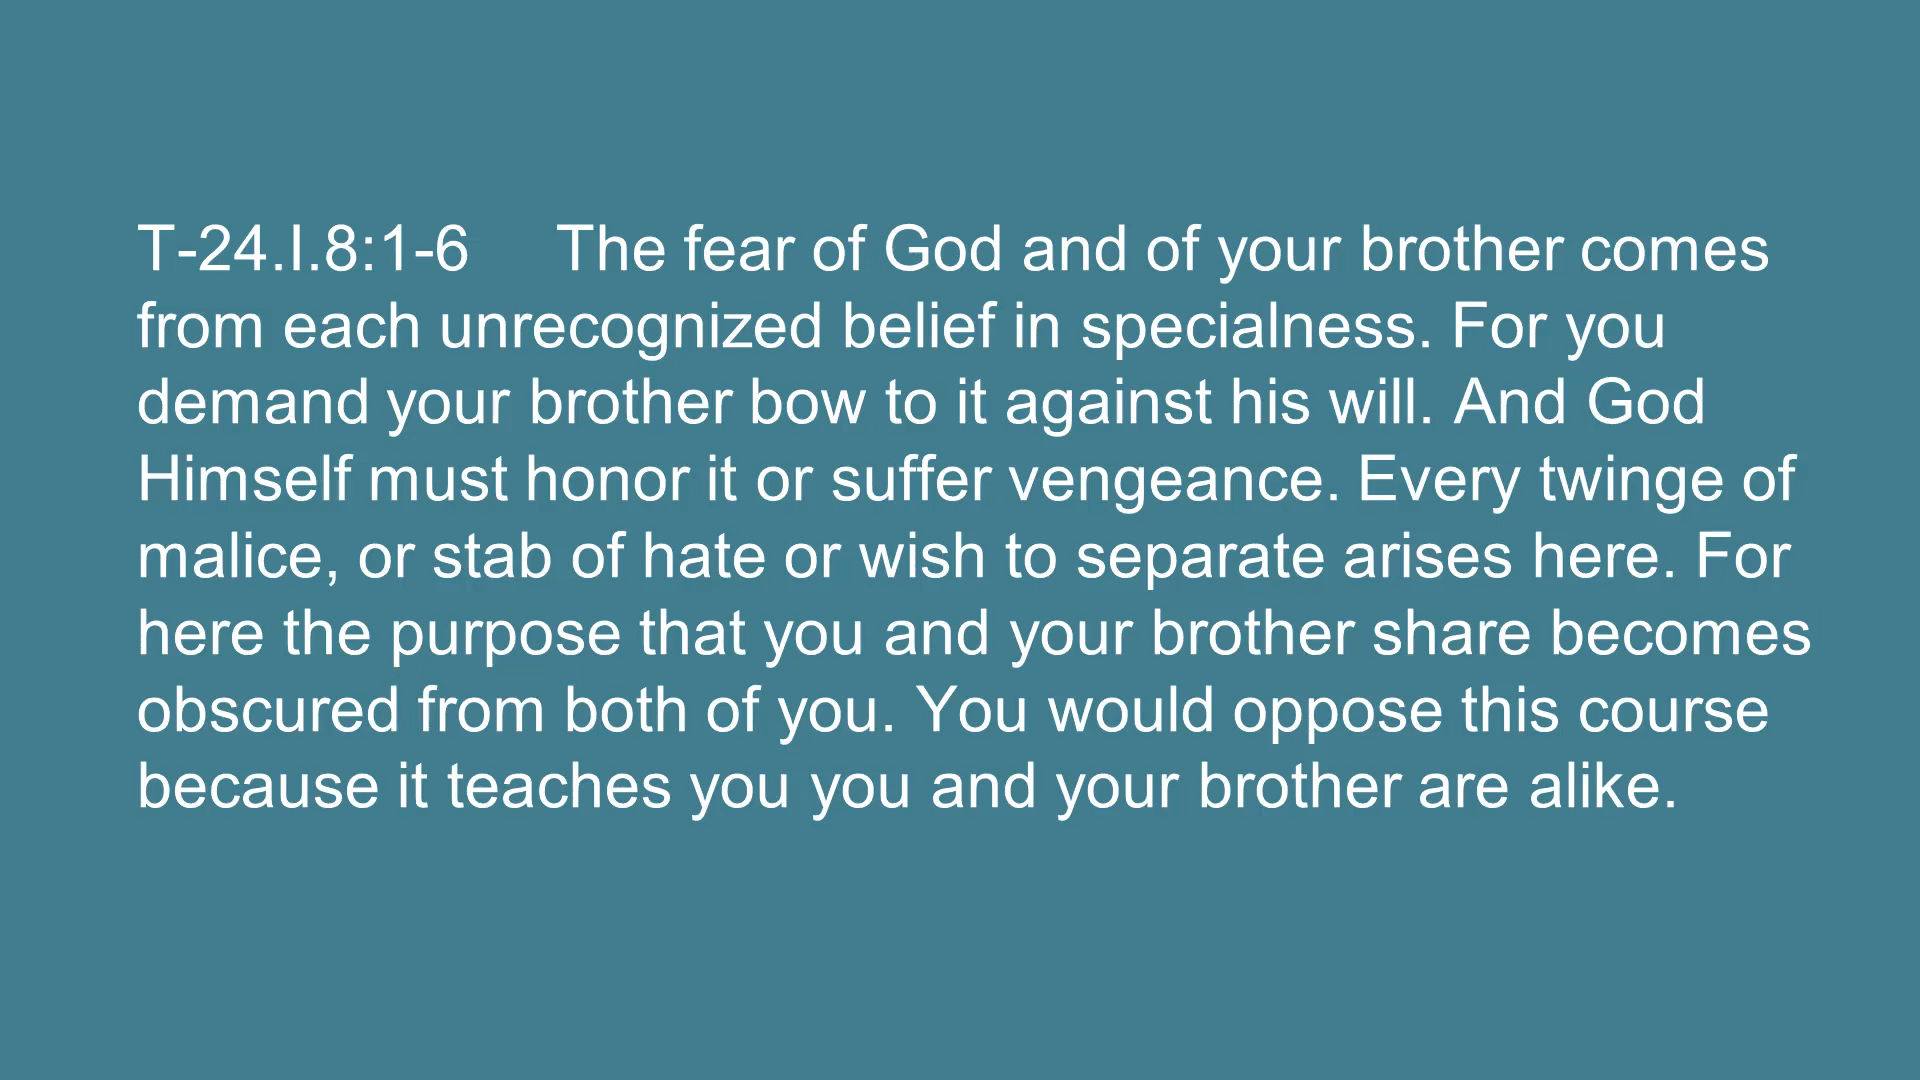 T-24.I.8:1-6 The fear of God and of your brother comes
from each unrecognized belief in specialness. For you
demand your brother bow to it against his will. And God
Himself must honor it or suffer vengeance. Every twinge of
malice, or stab of hate or wish to separate arises here. For
here the purpose that you and your brother share becomes
obscured from both of you. You would oppose this course
because it teaches you you and your brother are alike.